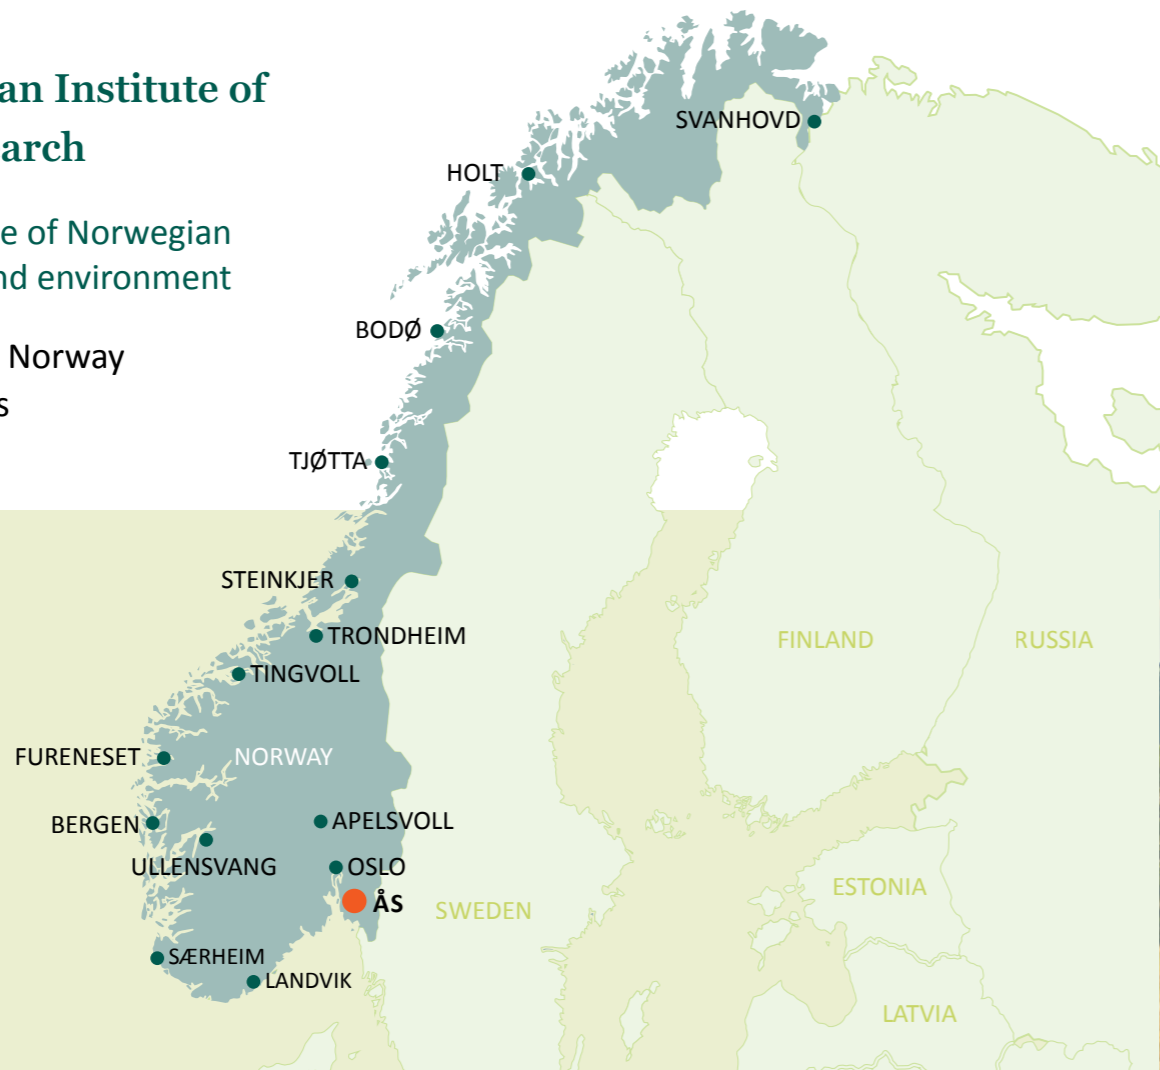 an Institute of
arch
e of Norwegian
nd environment
Norway
s
SVANHOVD
HOLT
BODØ
TJØTTA
STEINKJER
TRONDHEIM
TINGVOLL
FURENESET
NORWAY
BERGEN
APELSVOLL
ULLENSVANG
OSLO
ÅS
SÆRHEIM
LANDVIK
SWEDEN
FINLAND
RUSSIA
ESTONIA
LATVIA